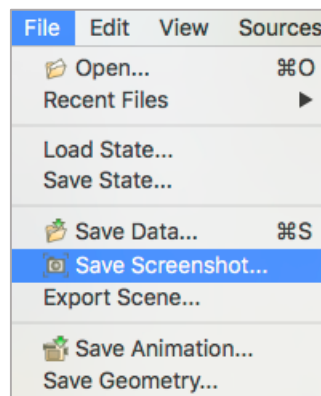 File Edit View Sources
Open... ⌘O
Recent Files ▶
Load State...
Save State...
Save Data... ⌘S
Save Screenshot...
Export Scene...
Save Animation...
Save Geometry...